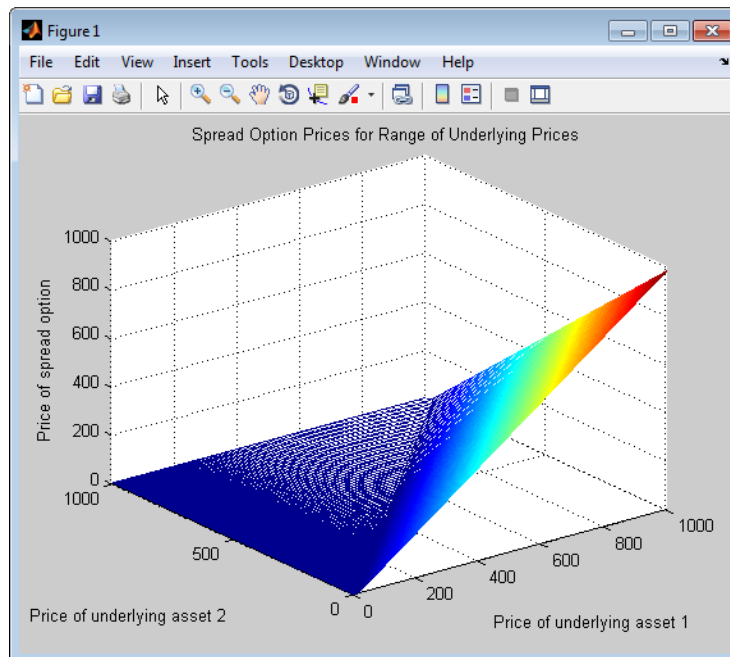 Figure 1
File Edit View Insert Tools Desktop Window Help
Spread Option Prices for Range of Underlying Prices
1000
800
600
400
200
0
Price of spread option
1000
500
0
Price of underlying asset 2
0
200
400
600
800
1000
Price of underlying asset 1